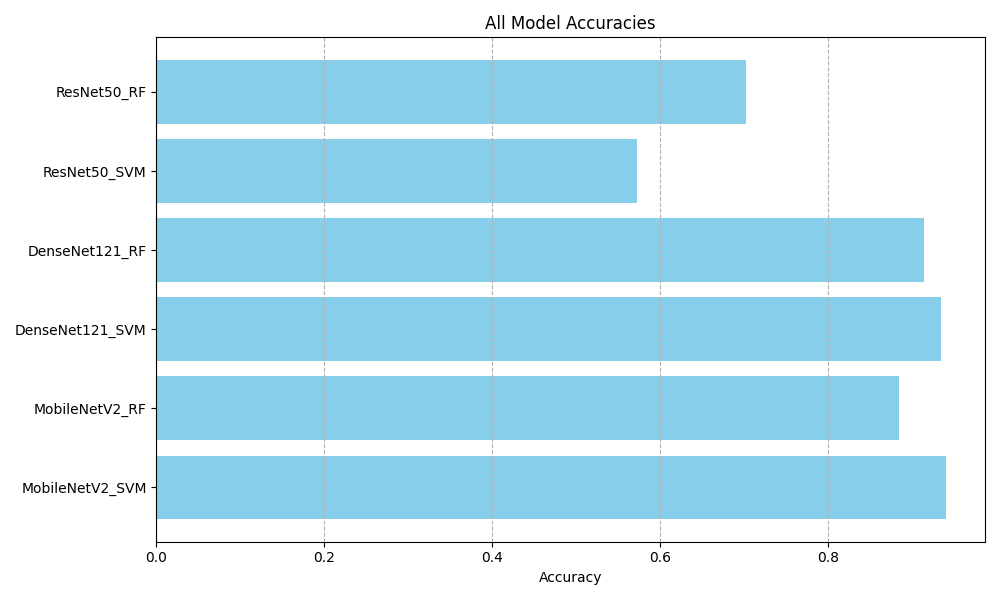 All Model Accuracies
ResNet50_RF
ResNet50_SVM
DenseNet121_RF
DenseNet121_SVM
MobileNetV2_RF
MobileNetV2_SVM
0.0 0.2 0.4 0.6 0.8
Accuracy